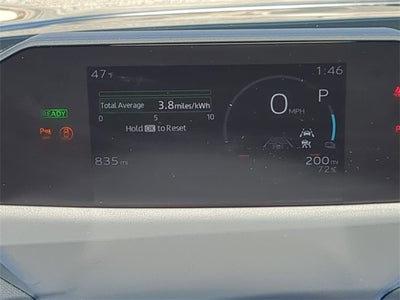 47°F
1:46
Total Average 3.8 miles/kWh
0 5 10
Hold OK to Reset
0 MPH
P
READY
835 mi
200 mi
72%